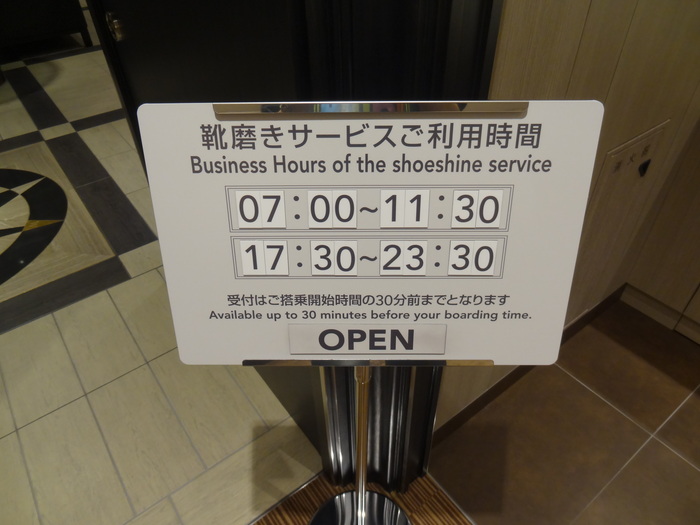 靴磨きサービスご利用時間
Business Hours of the shoeshine service
07:00~11:30
17:30~23:30
受付はご搭乗開始時間の30分前までとなります
Available up to 30 minutes before your boarding time.
OPEN